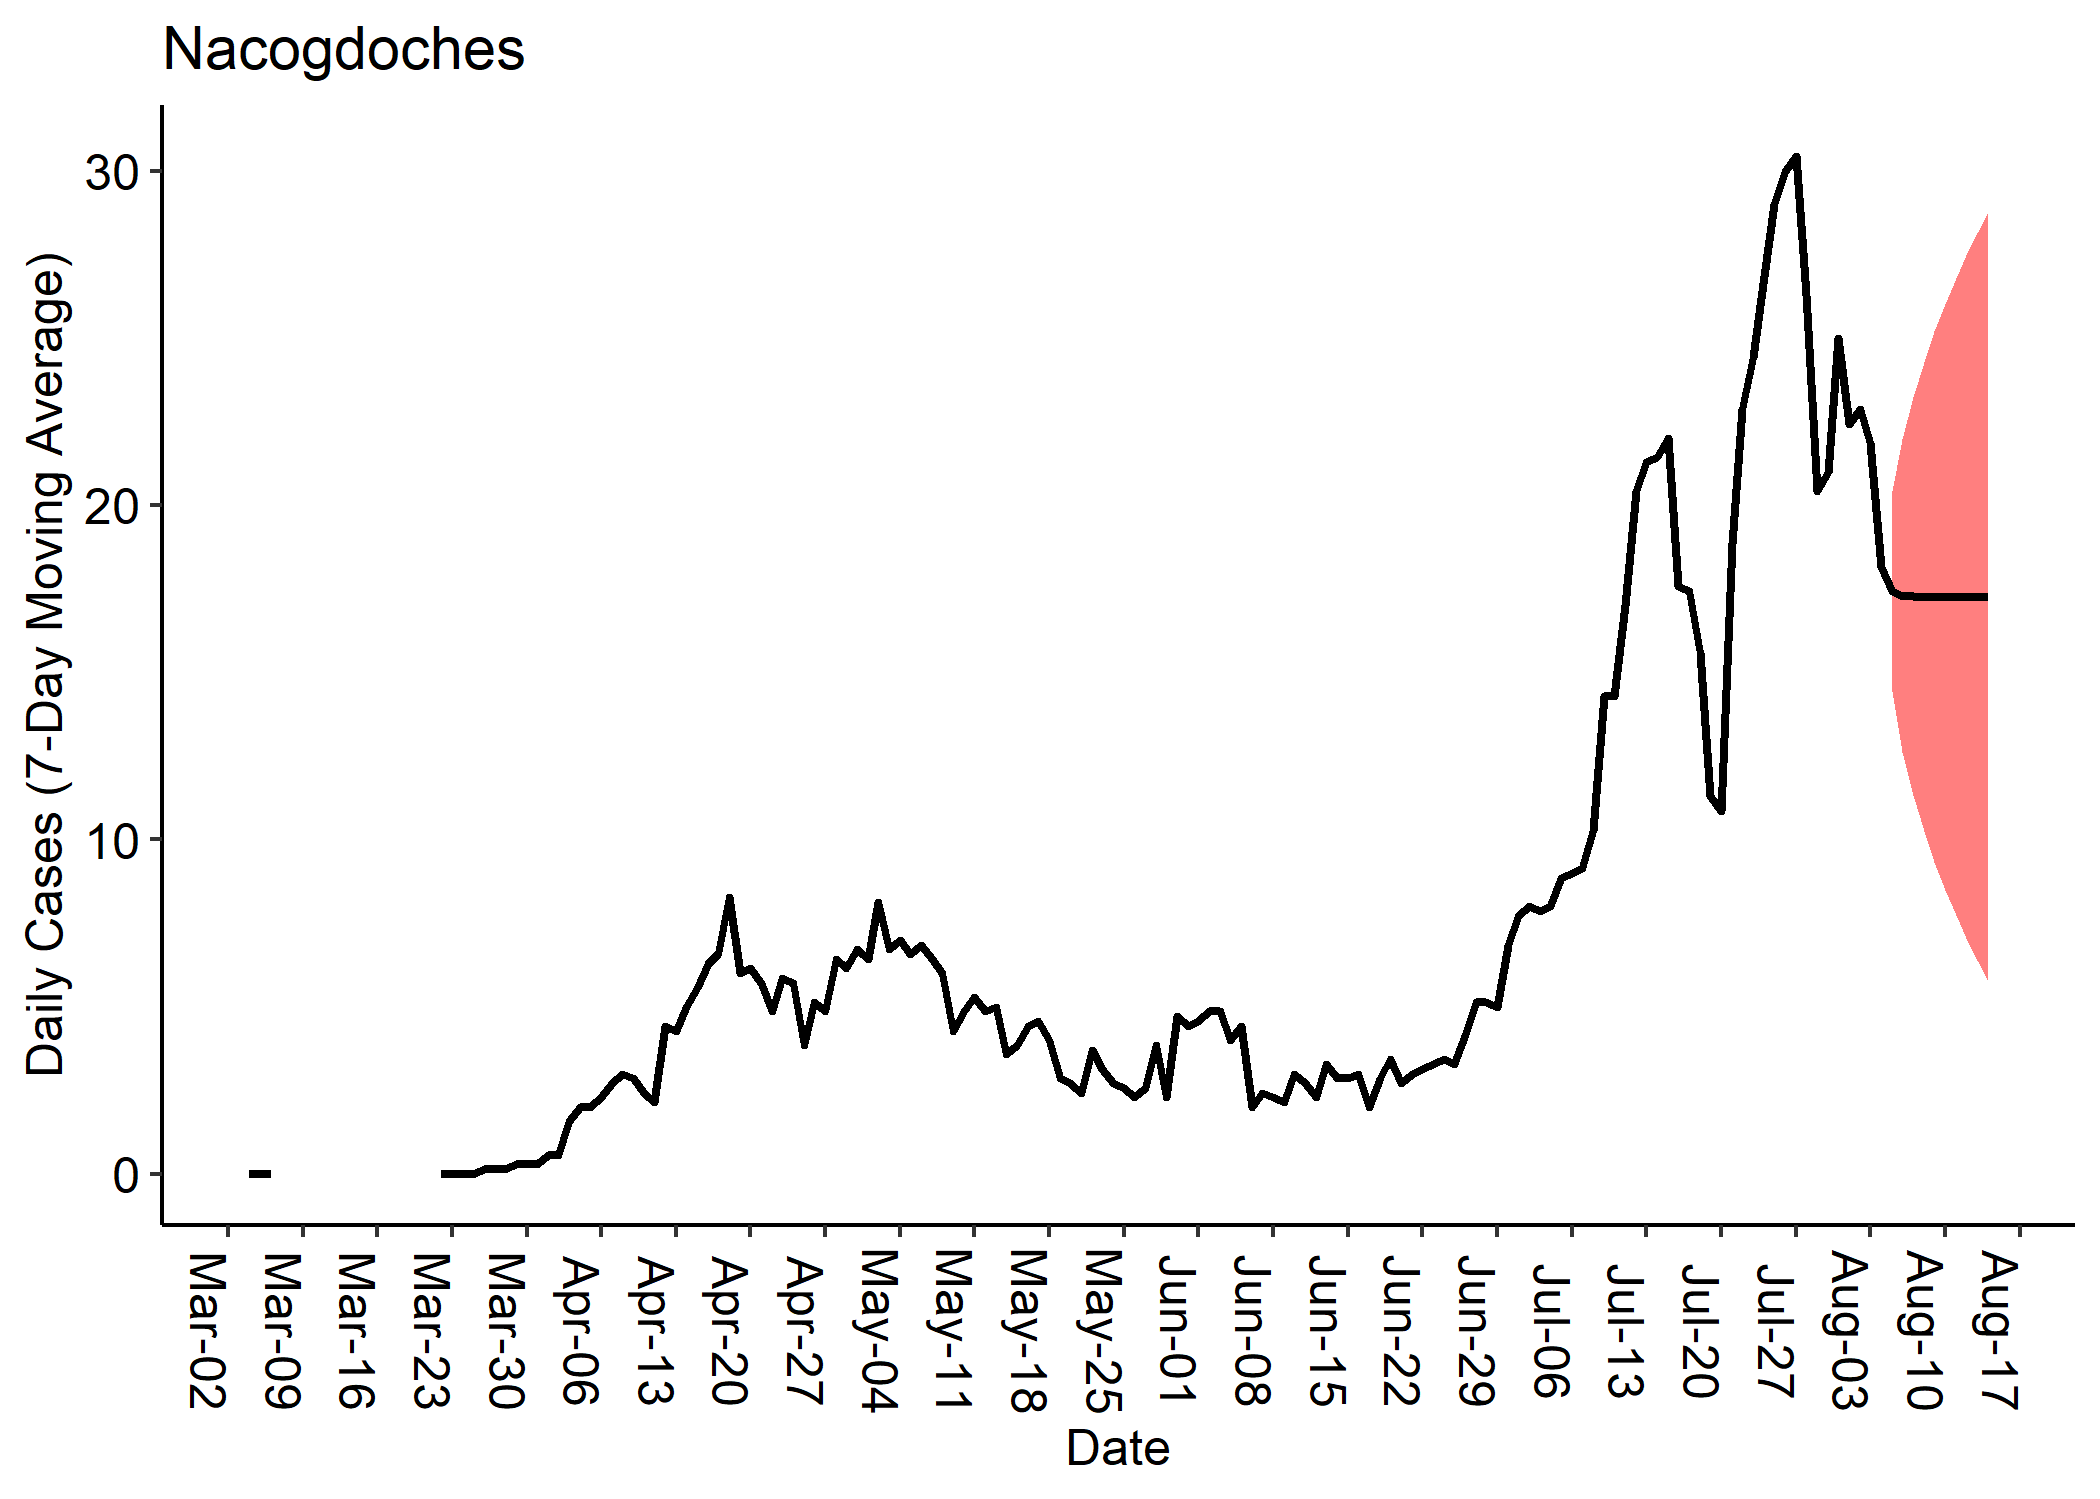 Nacogdoches
Daily Cases (7-Day Moving Average)
30
20
10
0
Mar-02
Mar-09
Mar-16
Mar-23
Mar-30
Apr-06
Apr-13
Apr-20
Apr-27
May-04
May-11
May-18
May-25
Jun-01
Jun-08
Jun-15
Jun-22
Jun-29
Jul-06
Jul-13
Jul-20
Jul-27
Aug-03
Aug-10
Aug-17
Date